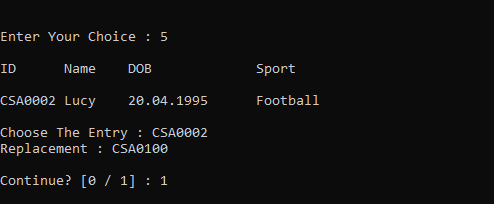 Enter Your Choice : 5
ID Name DOB Sport
CSA0002 Lucy 20.04.1995 Football
Choose The Entry : CSA0002
Replacement : CSA0100
Continue? [0 / 1] : 1